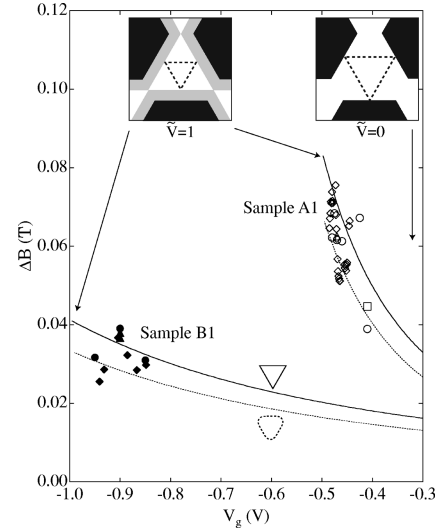 0.12
0.10
0.08
0.06
0.04
0.02
0.00
ΔB (T)
Ṽ=1
Ṽ=0
Sample A1
Sample B1
-1.0 -0.9 -0.8 -0.7 -0.6 -0.5 -0.4 -0.3
V_g (V)